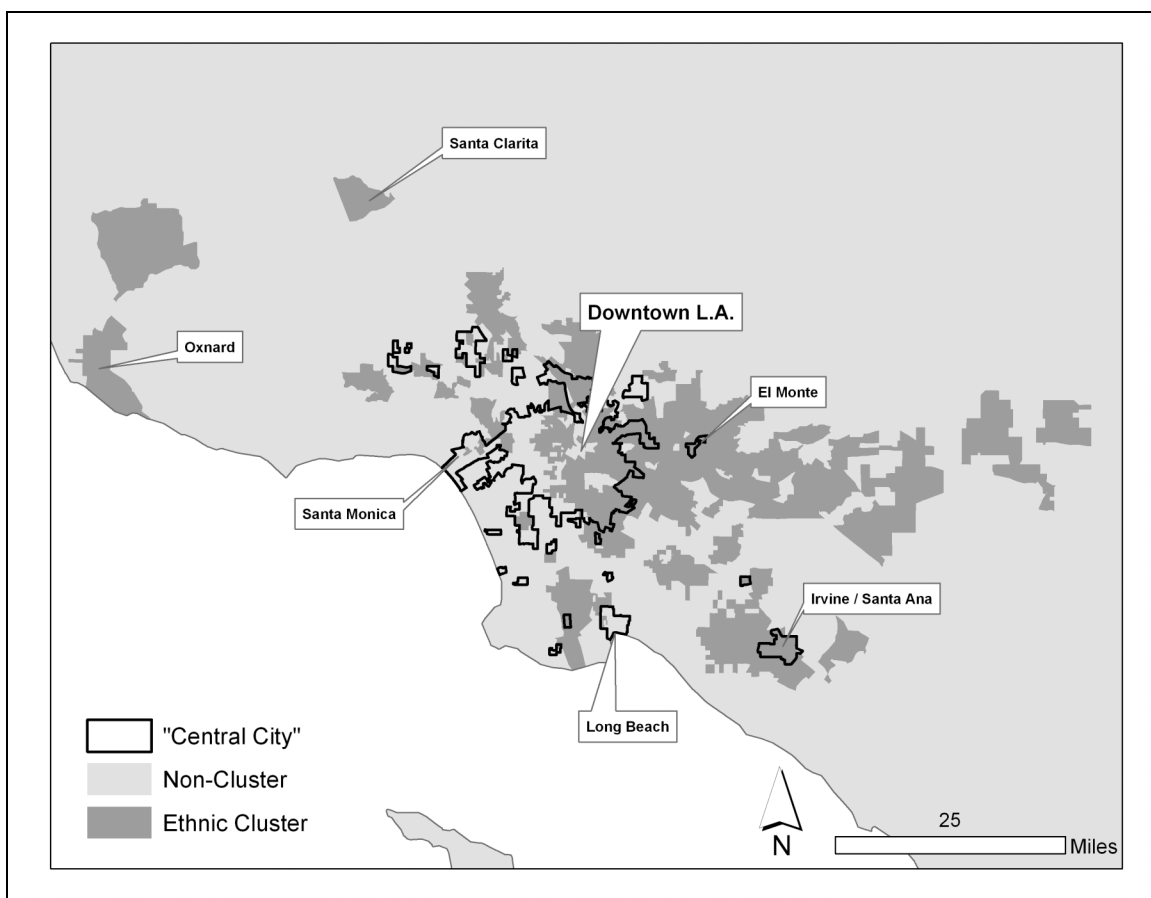 Santa Clarita
Downtown L.A.
Oxnard
El Monte
Santa Monica
Irvine / Santa Ana
Long Beach
"Central City"
Non-Cluster
Ethnic Cluster
N
25
Miles